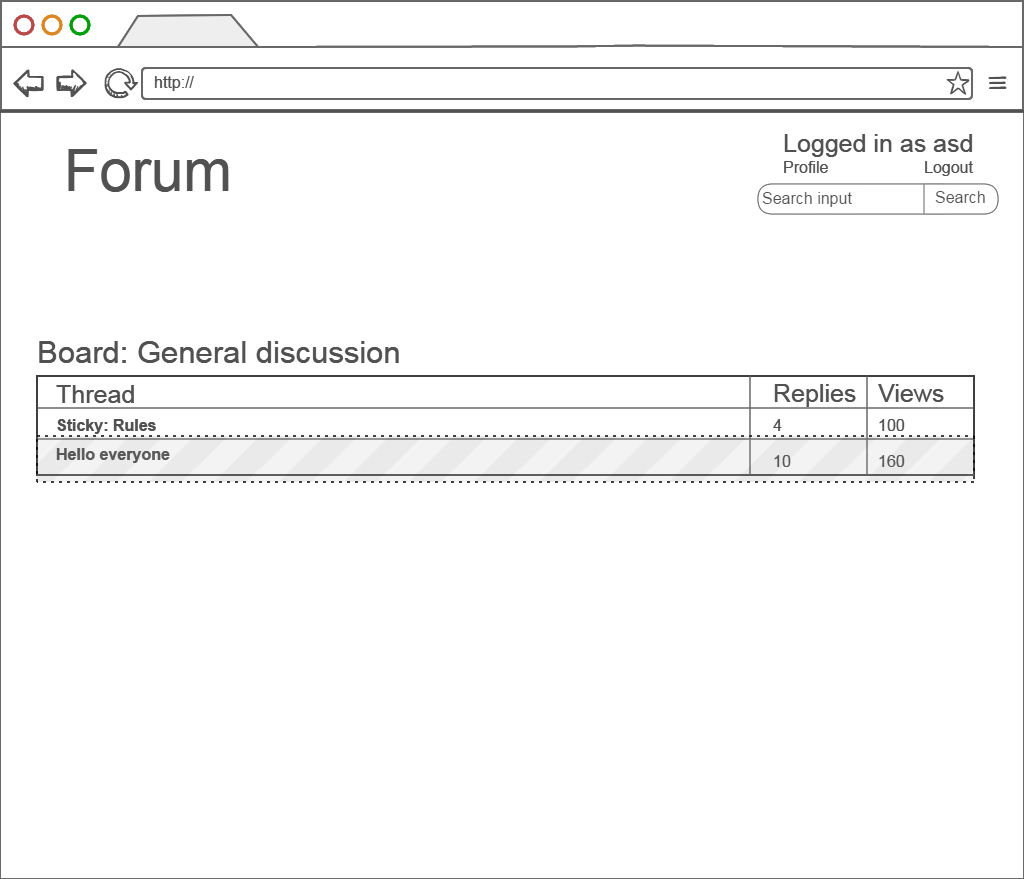 http://
Forum
Logged in as asd
Profile Logout
Search input Search
Board: General discussion
Thread Replies Views
Sticky: Rules 4 100
Hello everyone 10 160